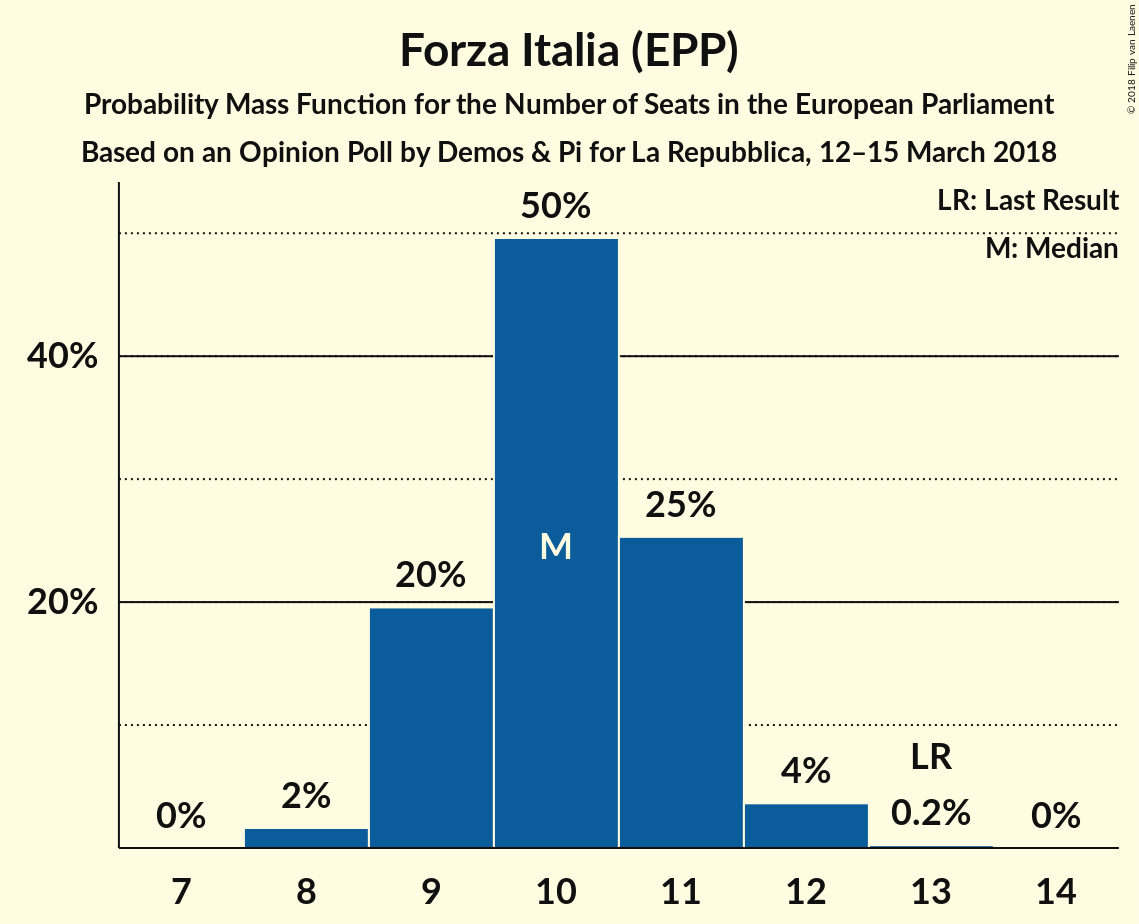 Forza Italia (EPP)
Probability Mass Function for the Number of Seats in the European Parliament
Based on an Opinion Poll by Demos & Pi for La Repubblica, 12–15 March 2018
© 2018 Filip van Laenen
LR: Last Result
M: Median
50%
40%
25%
M
20%
20%
LR
4%
2%
0.2%
0%
0%
7 8 9 10 11 12 13 14